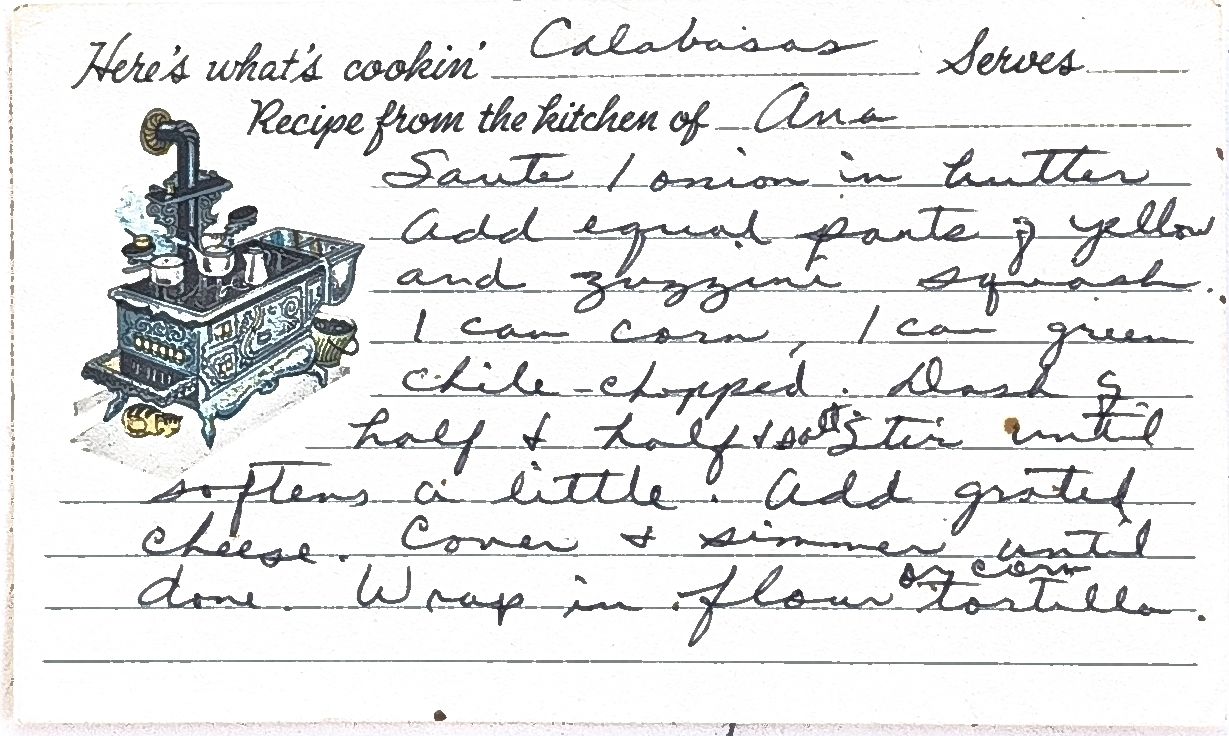 Here's what's cookin' Calabasas Serves
Recipe from the kitchen of Ana
Saute 1 onion in butter
Add equal parts of yellow
and zuzzini squash.
1 can corn, 1 can green
chile-chopped. Dash of
half & half & salt Stir until
softens a little. Add grated
cheese. Cover & simmer until
done. Wrap in flour or corn tortilla.